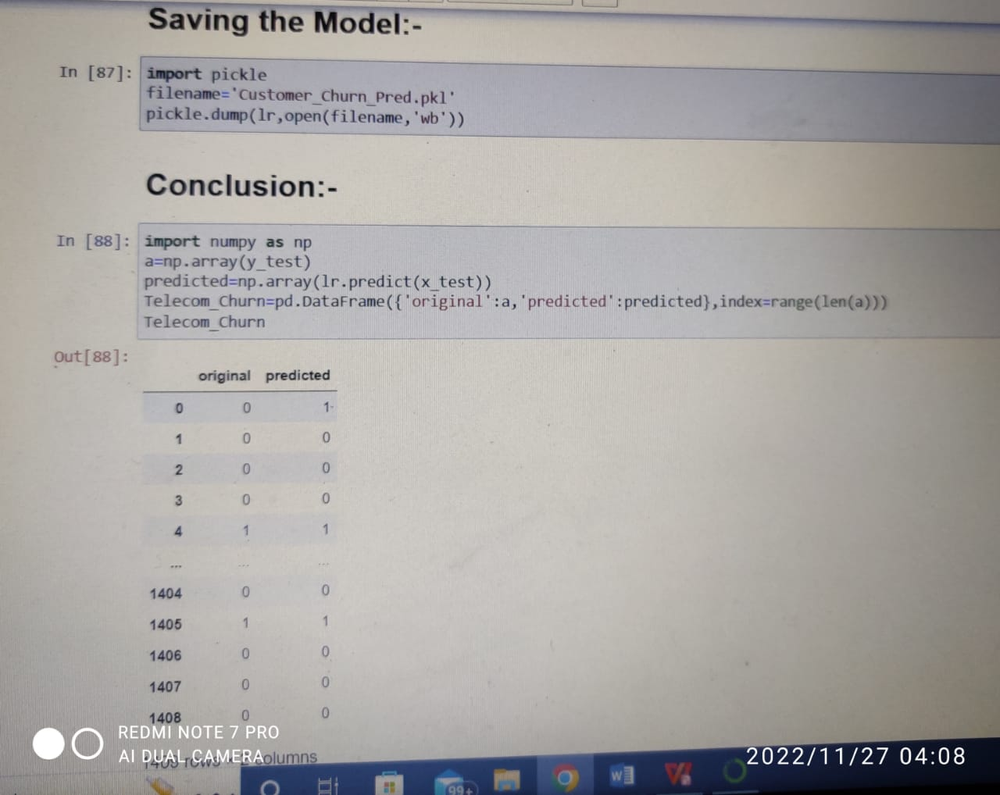 Saving the Model:-
In [87]: import pickle
filename='Customer_Churn_Pred.pkl'
pickle.dump(lr,open(filename,'wb'))
Conclusion:-
In [88]: import numpy as np
a=np.array(y_test)
predicted=np.array(lr.predict(x_test))
Telecom_Churn=pd.DataFrame({'original':a,'predicted':predicted},index=range(len(a)))
Telecom_Churn
Out[88]:
original predicted
0 0 1
1 0 0
2 0 0
3 0 0
4 1 1
... ... ...
1404 0 0
1405 1 1
1406 0 0
1407 0 0
1408 0 0
REDMI NOTE 7 PRO
AI DUAL CAMERA
columns
2022/11/27 04:08
99+
W